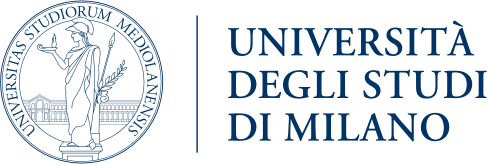 UNIVERSITAS STUDIORUM MEDIOLANENSIS
UNIVERSITÀ
DEGLI STUDI
DI MILANO